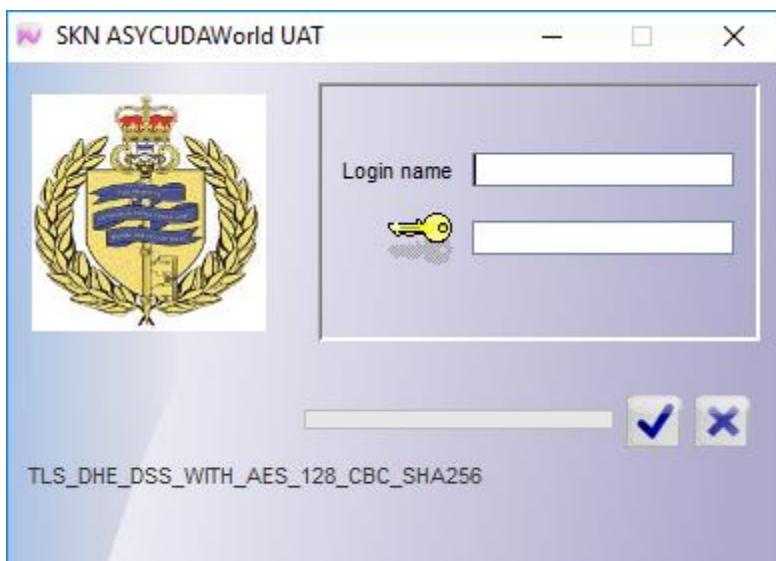 SKN ASYCUDAWorld UAT
Login name
TLS_DHE_DSS_WITH_AES_128_CBC_SHA256